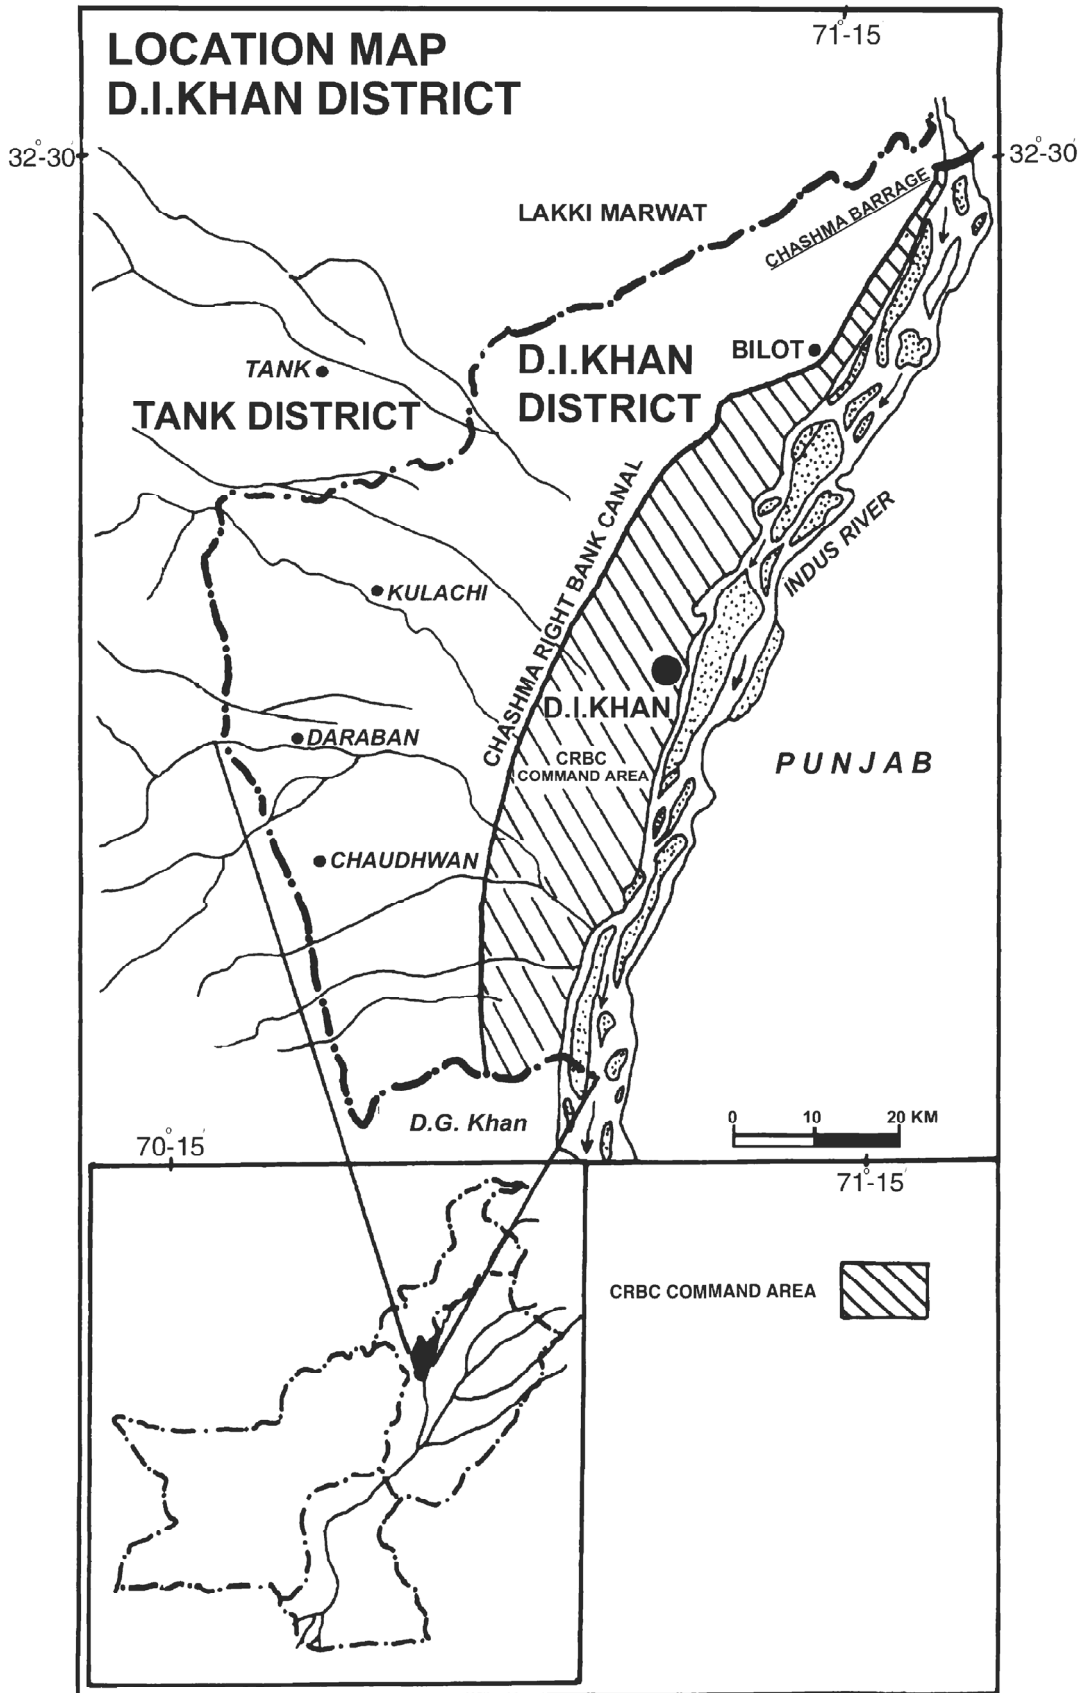 LOCATION MAP
D.I.KHAN DISTRICT
71°-15'
32°-30'
32°-30'
LAKKI MARWAT
CHASHMA BARRAGE
BILOT
D.I.KHAN
DISTRICT
TANK
TANK DISTRICT
CHASHMA RIGHT BANK CANAL
INDUS RIVER
KULACHI
D.I.KHAN
DARABAN
CRBC
COMMAND AREA
PUNJAB
CHAUDHWAN
D.G. Khan
0 10 20 KM
70°-15'
71°-15'
CRBC COMMAND AREA